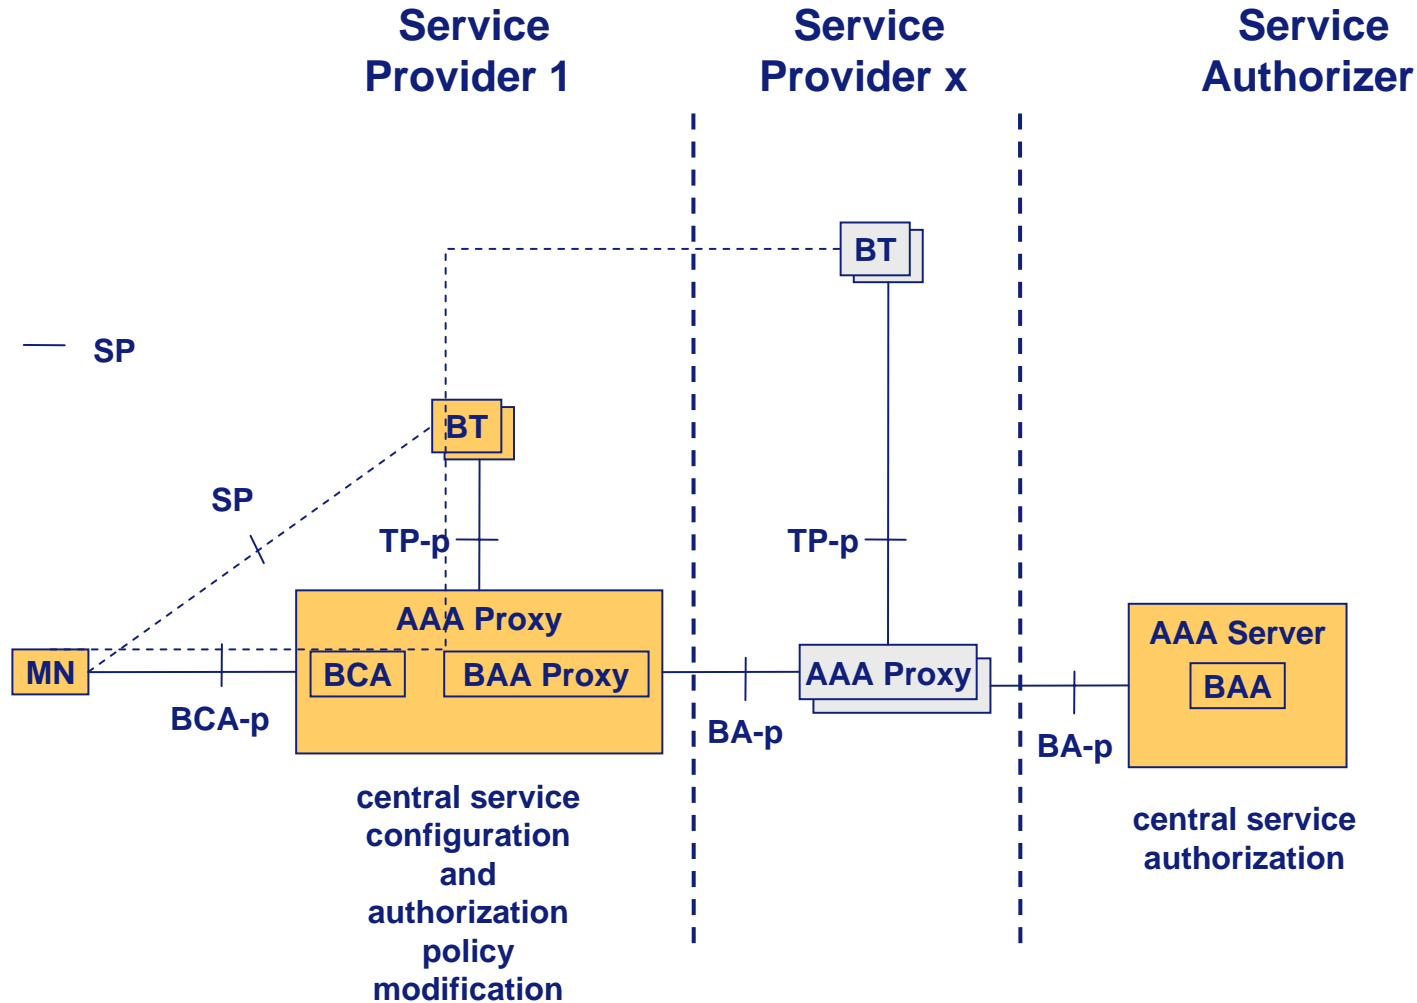 Service
Provider 1
Service
Provider x
Service
Authorizer
BT
SP
BT
SP
TP-p
TP-p
AAA Proxy
AAA Server
MN
BCA
BAA Proxy
AAA Proxy
BAA
BCA-p
BA-p
BA-p
central service
configuration
and
authorization
policy
modification
central service
authorization